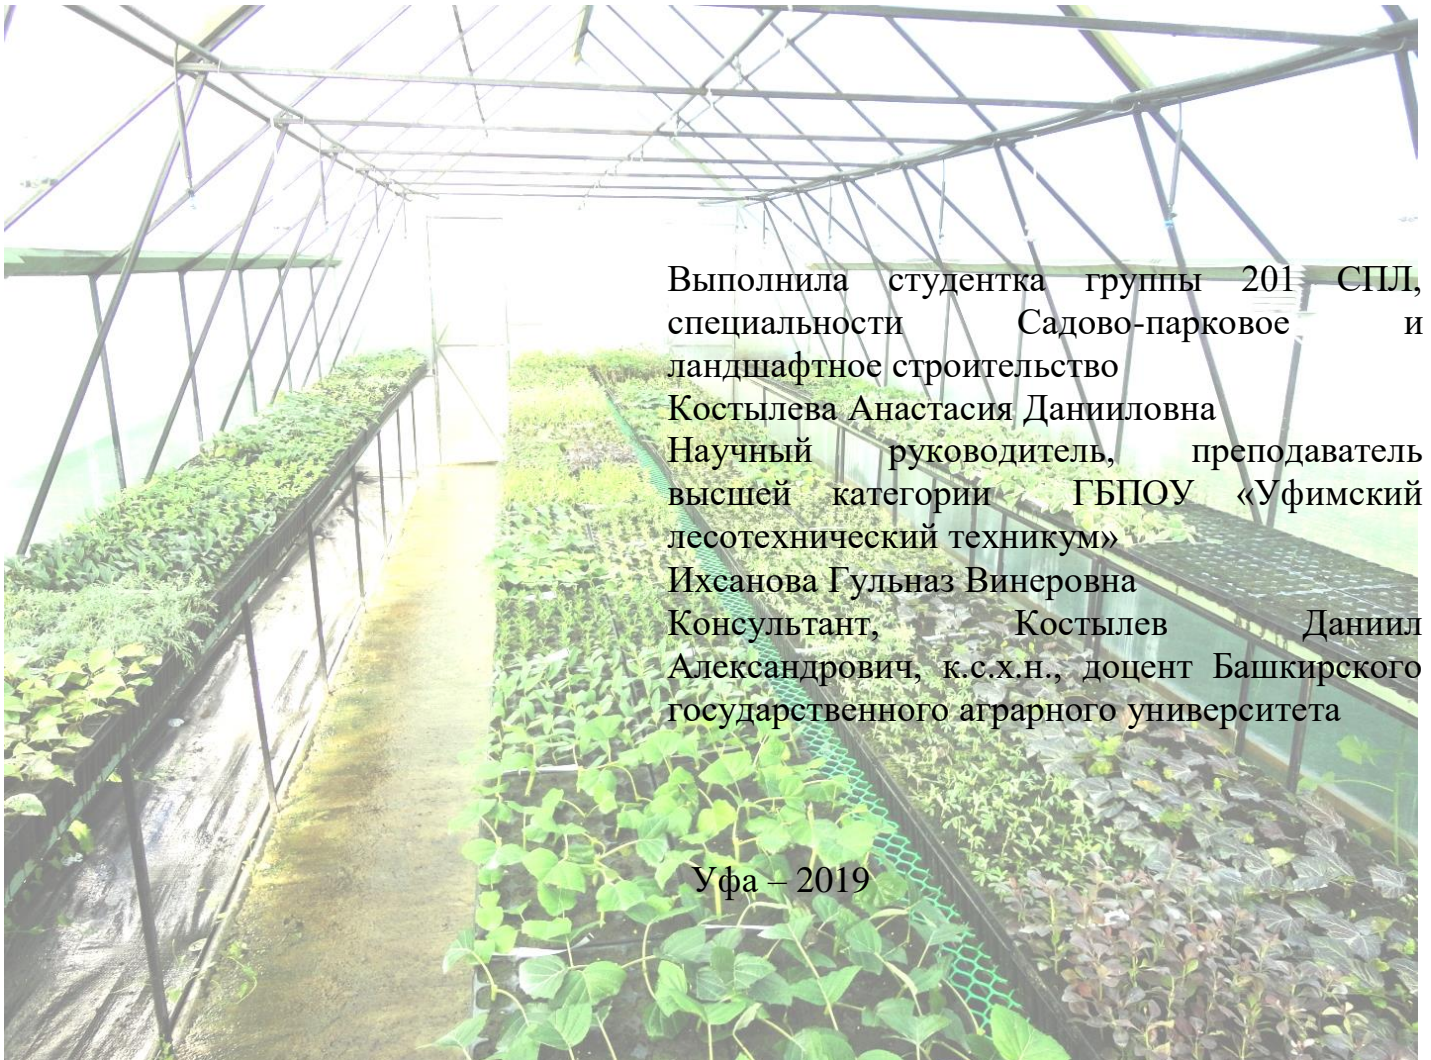 Выполнила студентка группы 201 СПЛ,
специальности Садово-парковое и
ландшафтное строительство
Костылева Анастасия Данииловна
Научный руководитель, преподаватель
высшей категории ГБПОУ «Уфимский
лесотехнический техникум»
Ихсанова Гульназ Винеровна
Консультант, Костылев Даниил
Александрович, к.с.х.н., доцент Башкирского
государственного аграрного университета
Уфа – 2019